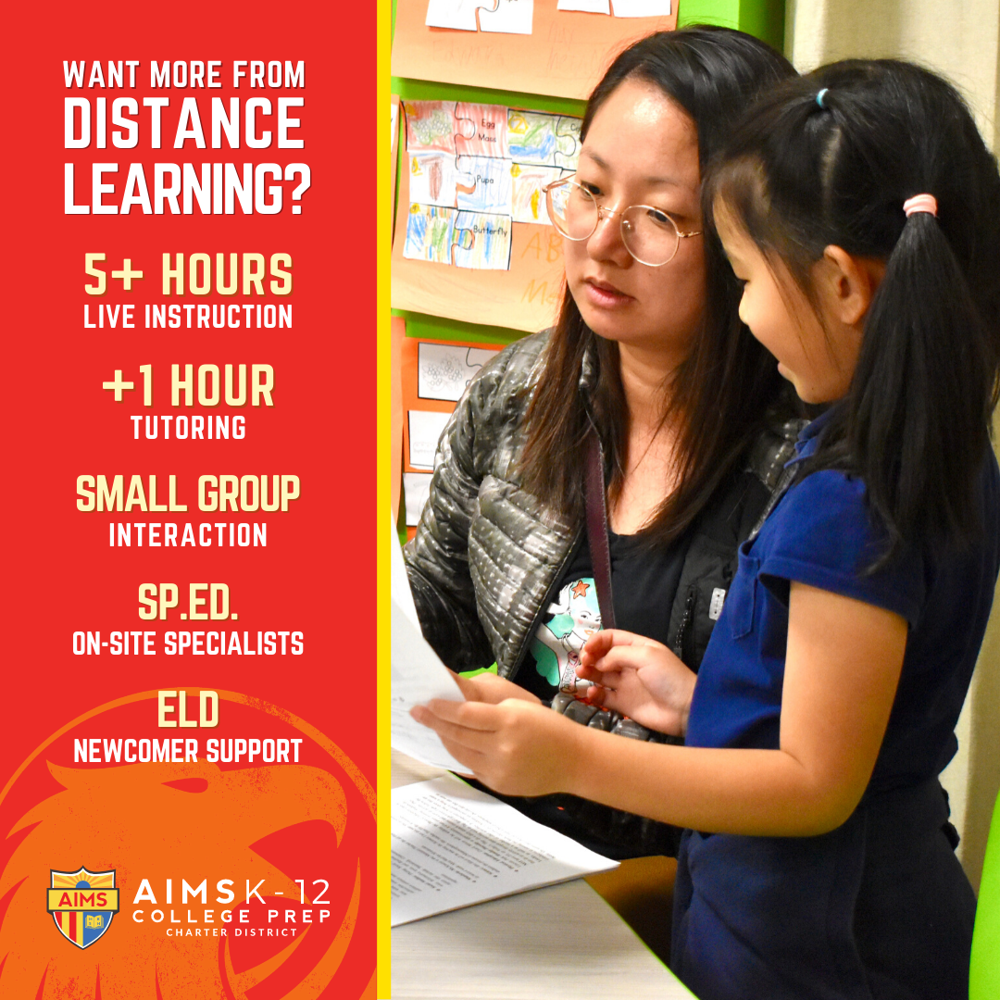 WANT MORE FROM
DISTANCE
LEARNING?
5+ HOURS
LIVE INSTRUCTION
+1 HOUR
TUTORING
SMALL GROUP
INTERACTION
SP.ED.
ON-SITE SPECIALISTS
ELD
NEWCOMER SUPPORT
AIMS
AIMSK-12
COLLEGE PREP
CHARTER DISTRICT
Egg
Mass
Pupa
Butterfly